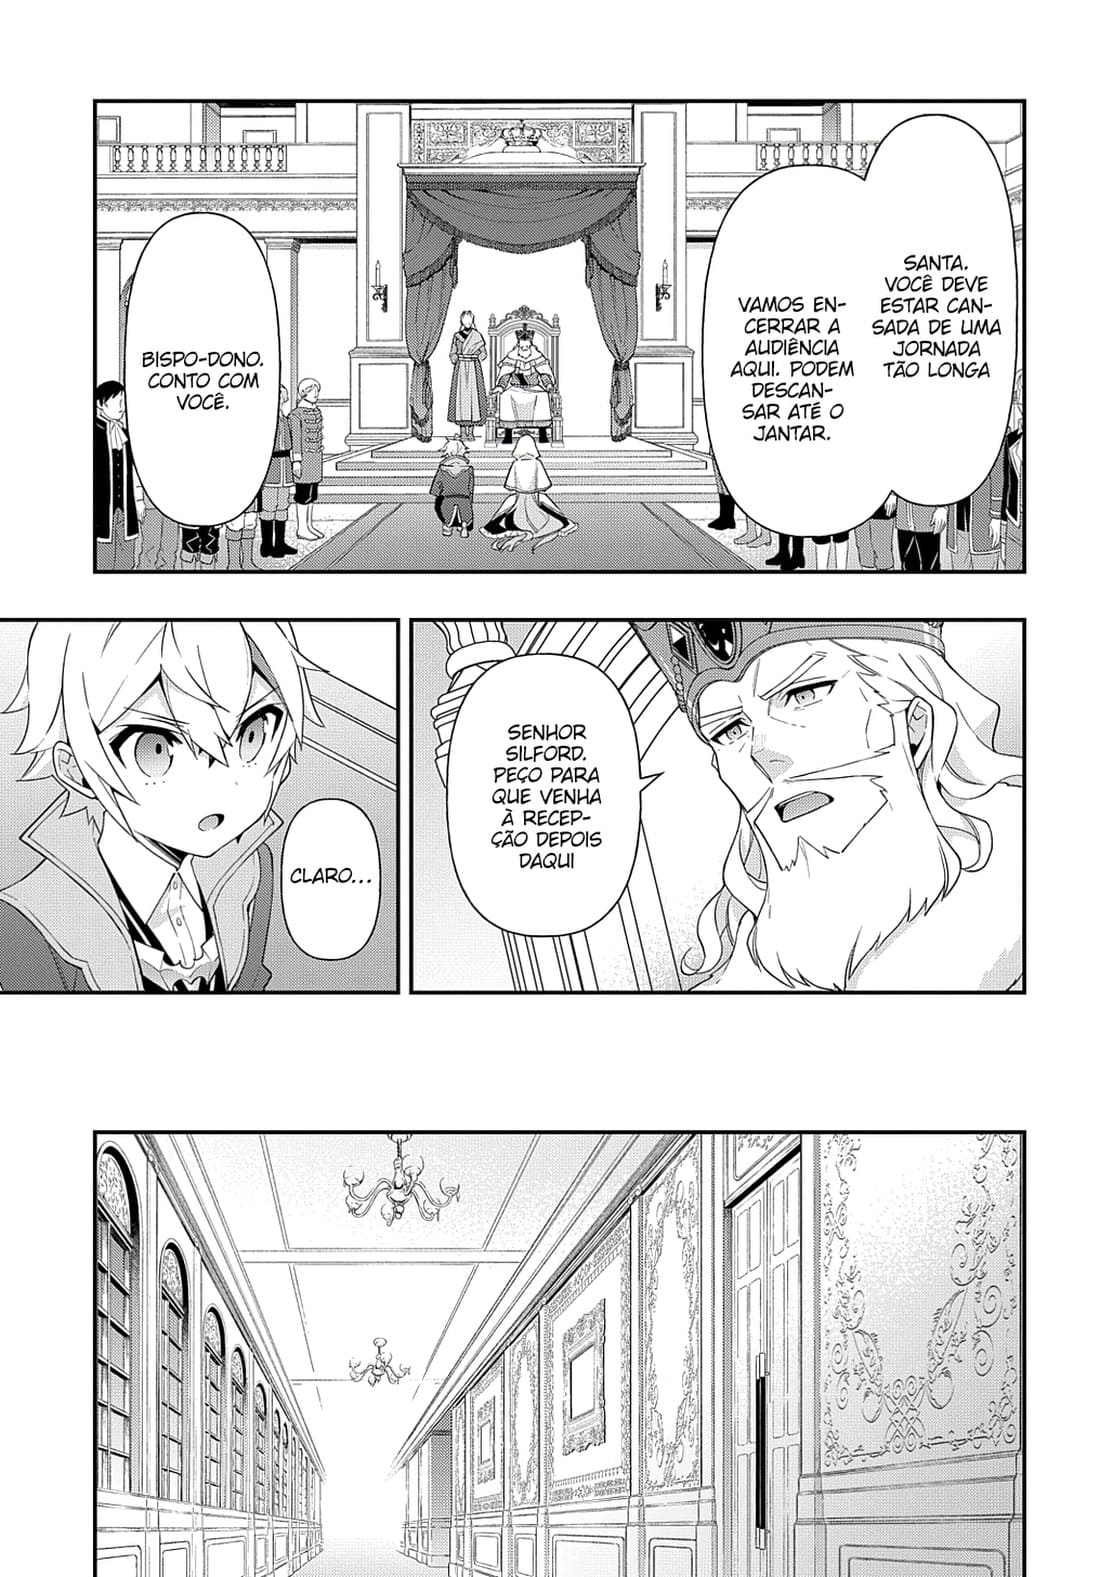 SANTA.
VOCÊ DEVE
ESTAR CAN-
SADA DE UMA
JORNADA
TÃO LONGA
VAMOS EN-
CERRAR A
AUDIÊNCIA
AQUI. PODEM
DESCAN-
SAR ATÉ O
JANTAR.
BISPO-DONO.
CONTO COM
VOCÊ.
SENHOR
SILFORD.
PEÇO PARA
QUE VENHA
À RECEP-
ÇÃO DEPOIS
DAQUI
CLARO...